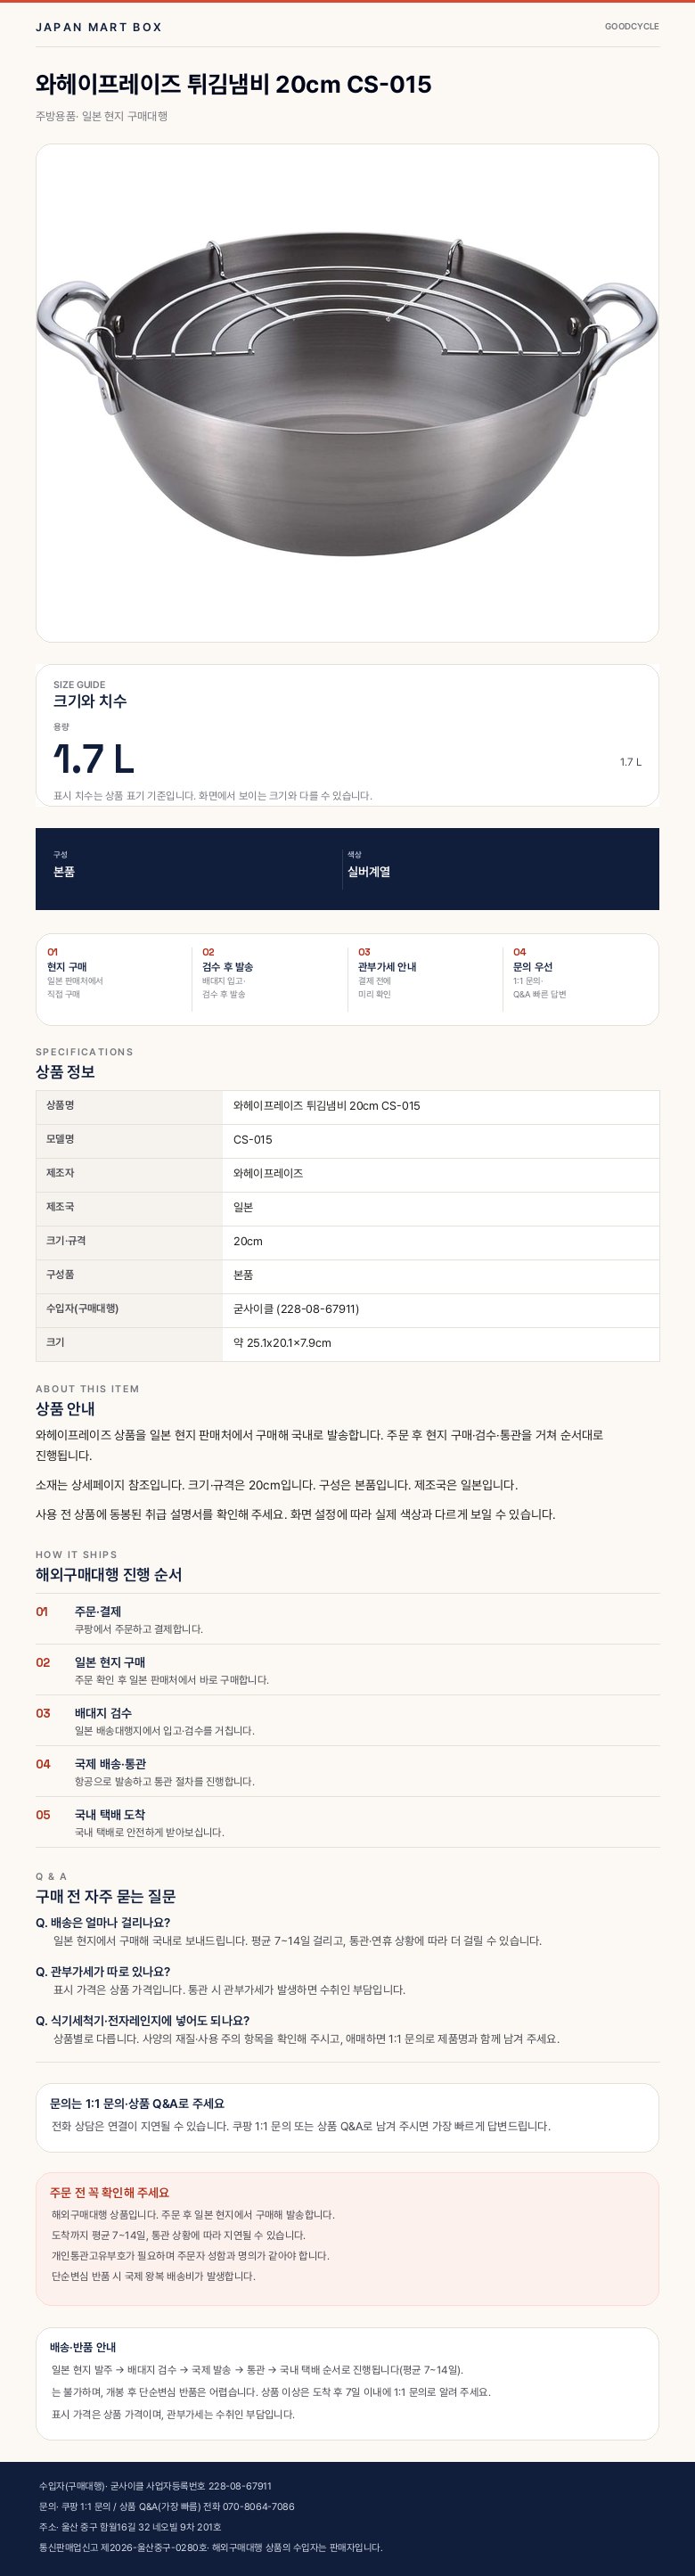 JAPAN MART BOX
GOODCYCLE
와헤이프레이즈 튀김냄비 20cm CS-015
주방용품· 일본 현지 구매대행
SIZE GUIDE
크기와 치수
용량
1.7 L
1.7 L
표시 치수는 상품 표기 기준입니다. 화면에서 보이는 크기와 다를 수 있습니다.
구성
본품
색상
실버계열
01
현지 구매
일본 판매처에서
직접 구매
02
검수 후 발송
배대지 입고·
검수 후 발송
03
관부가세 안내
결제 전에
미리 확인
04
문의 우선
1:1 문의·
Q&A 빠른 답변
SPECIFICATIONS
상품 정보
상품명 와헤이프레이즈 튀김냄비 20cm CS-015
모델명 CS-015
제조자 와헤이프레이즈
제조국 일본
크기·규격 20cm
구성품 본품
수입자(구매대행) 굳사이클 (228-08-67911)
크기 약 25.1x20.1×7.9cm
ABOUT THIS ITEM
상품 안내
와헤이프레이즈 상품을 일본 현지 판매처에서 구매해 국내로 발송합니다. 주문 후 현지 구매·검수·통관을 거쳐 순서대로
진행됩니다.
소재는 상세페이지 참조입니다. 크기·규격은 20cm입니다. 구성은 본품입니다. 제조국은 일본입니다.
사용 전 상품에 동봉된 취급 설명서를 확인해 주세요. 화면 설정에 따라 실제 색상과 다르게 보일 수 있습니다.
HOW IT SHIPS
해외구매대행 진행 순서
01 주문·결제
쿠팡에서 주문하고 결제합니다.
02 일본 현지 구매
주문 확인 후 일본 판매처에서 바로 구매합니다.
03 배대지 검수
일본 배송대행지에서 입고·검수를 거칩니다.
04 국제 배송·통관
항공으로 발송하고 통관 절차를 진행합니다.
05 국내 택배 도착
국내 택배로 안전하게 받아보십니다.
Q & A
구매 전 자주 묻는 질문
Q. 배송은 얼마나 걸리나요?
일본 현지에서 구매해 국내로 보내드립니다. 평균 7~14일 걸리고, 통관·연휴 상황에 따라 더 걸릴 수 있습니다.
Q. 관부가세가 따로 있나요?
표시 가격은 상품 가격입니다. 통관 시 관부가세가 발생하면 수취인 부담입니다.
Q. 식기세척기·전자레인지에 넣어도 되나요?
상품별로 다릅니다. 사양의 재질·사용 주의 항목을 확인해 주시고, 애매하면 1:1 문의로 제품명과 함께 남겨 주세요.
문의는 1:1 문의·상품 Q&A로 주세요
전화 상담은 연결이 지연될 수 있습니다. 쿠팡 1:1 문의 또는 상품 Q&A로 남겨 주시면 가장 빠르게 답변드립니다.
주문 전 꼭 확인해 주세요
해외구매대행 상품입니다. 주문 후 일본 현지에서 구매해 발송합니다.
도착까지 평균 7~14일, 통관 상황에 따라 지연될 수 있습니다.
개인통관고유부호가 필요하며 주문자 성함과 명의가 같아야 합니다.
단순변심 반품 시 국제 왕복 배송비가 발생합니다.
배송·반품 안내
일본 현지 발주 → 배대지 검수 → 국제 발송 → 통관 → 국내 택배 순서로 진행됩니다(평균 7~14일).
는 불가하며, 개봉 후 단순변심 반품은 어렵습니다. 상품 이상은 도착 후 7일 이내에 1:1 문의로 알려 주세요.
표시 가격은 상품 가격이며, 관부가세는 수취인 부담입니다.
수입자(구매대행)· 굳사이클 사업자등록번호 228-08-67911
문의· 쿠팡 1:1 문의 / 상품 Q&A(가장 빠름) 전화 070-8064-7086
주소· 울산 중구 함월16길 32 네오빌 9차 201호
통신판매업신고 제2026-울산중구-0280호· 해외구매대행 상품의 수입자는 판매자입니다.